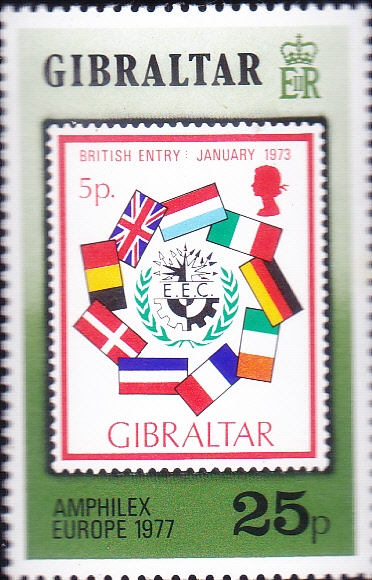 GIBRALTAR
EIIR
BRITISH ENTRY: JANUARY 1973
5p.
E.E.C.
GIBRALTAR
AMPHILEX
EUROPE 1977
25p